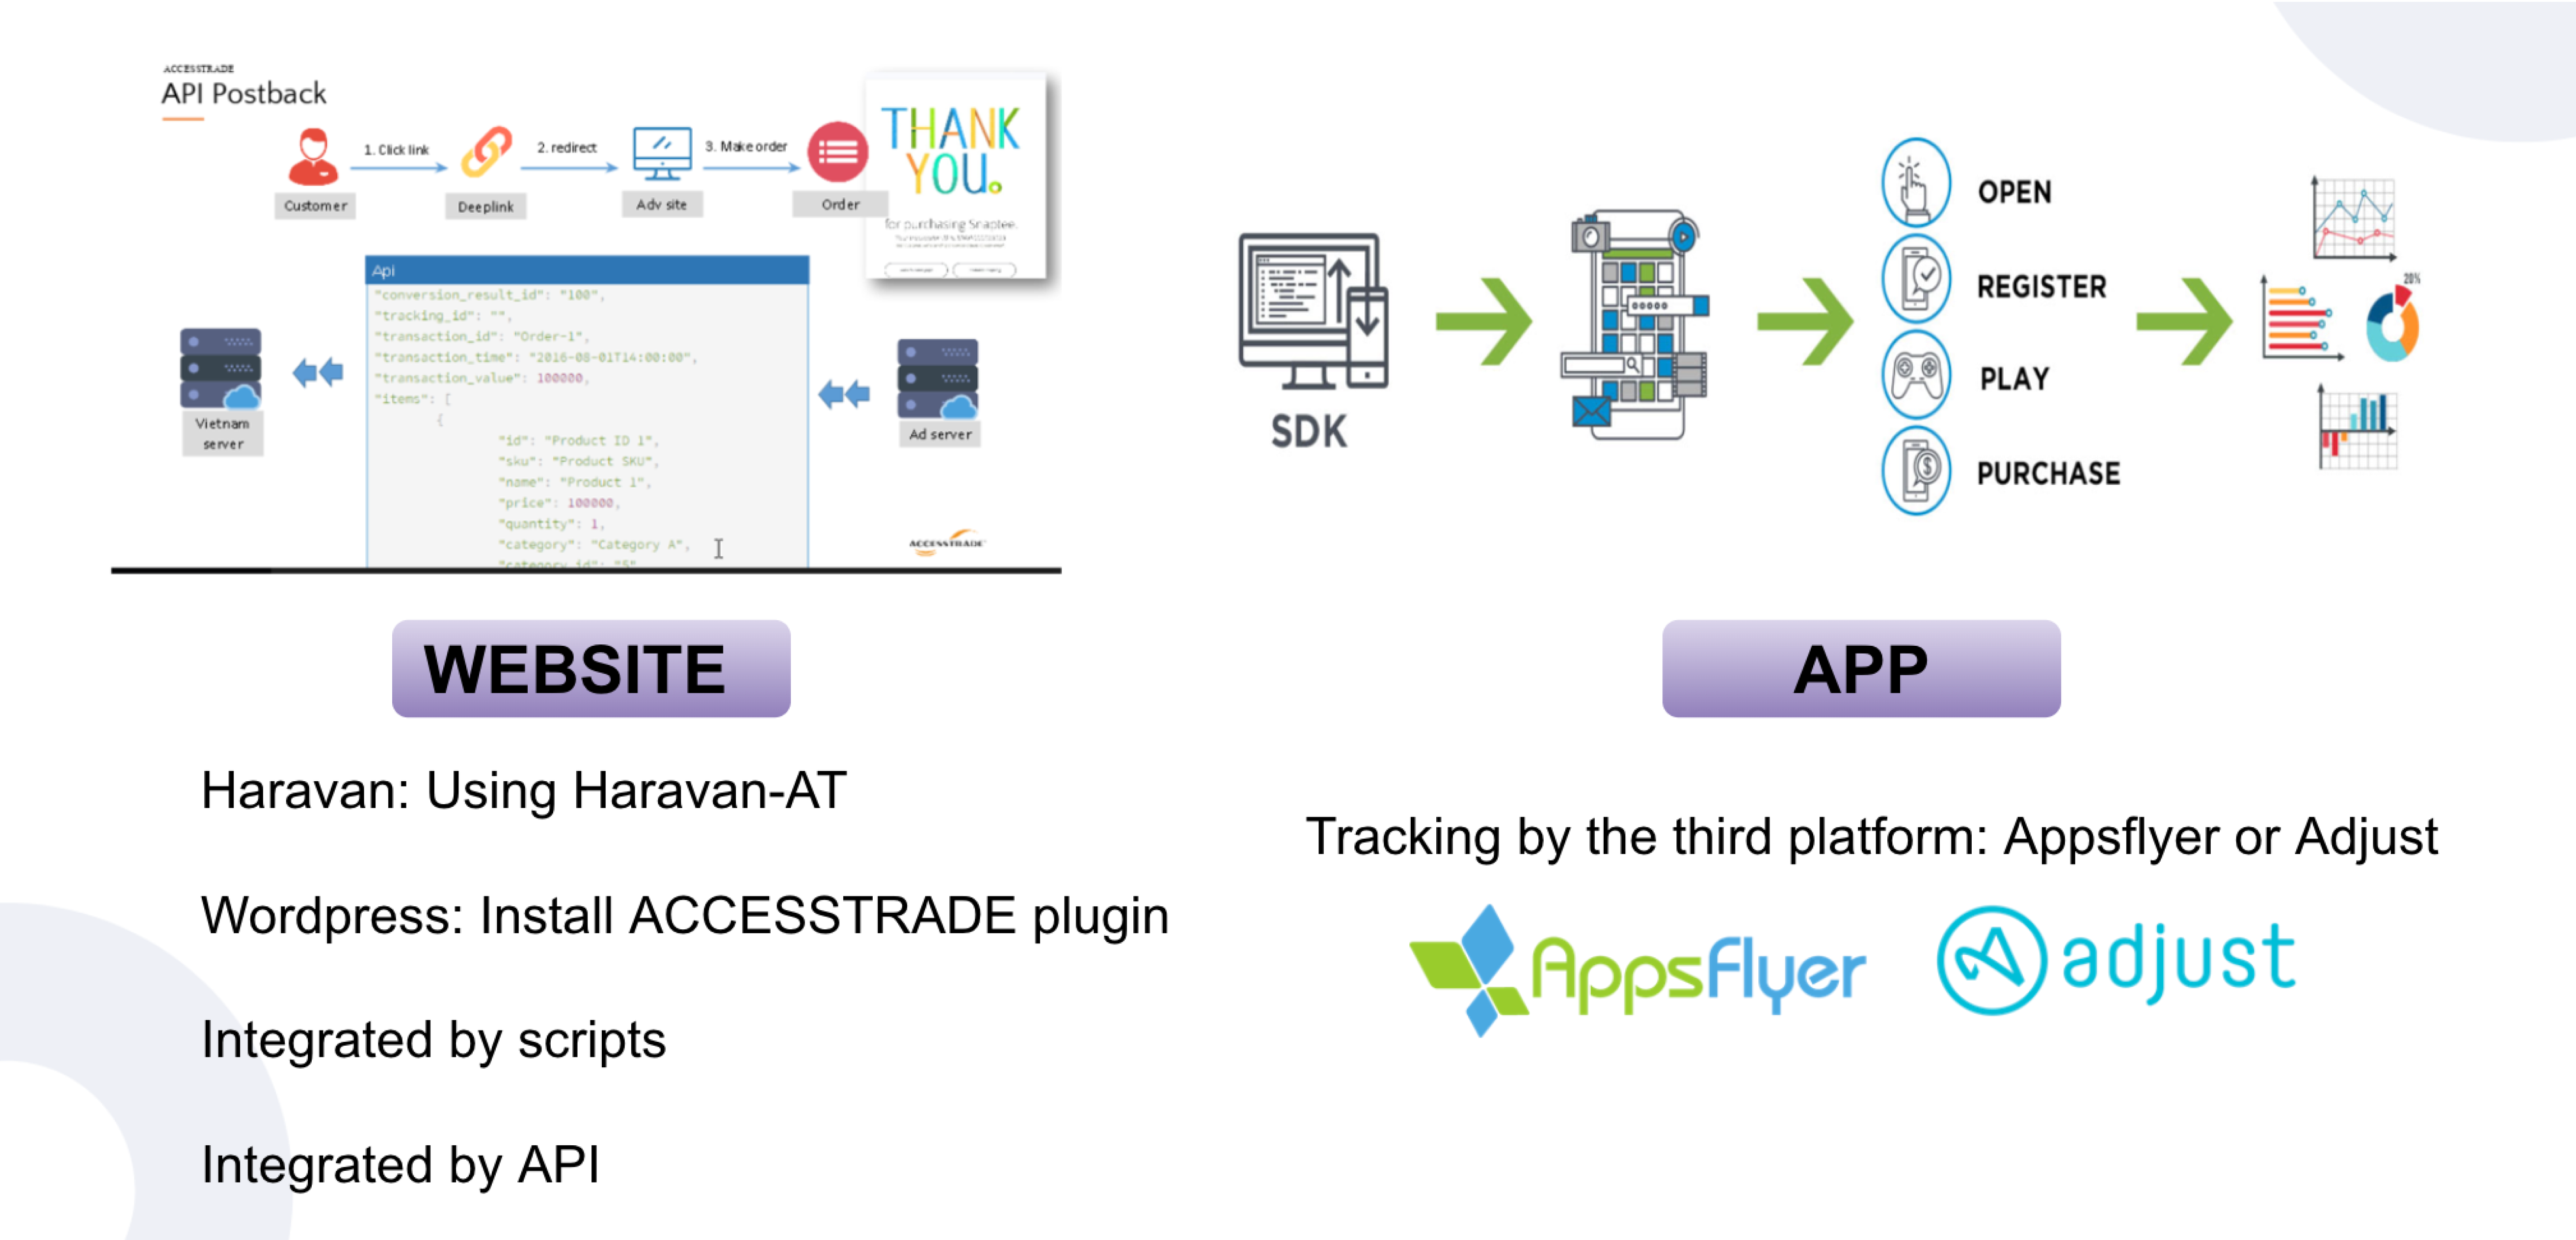 ACCESSTRADE
API Postback
1. Click link
2. redirect
3. Make order
Customer
Deeplink
Adv site
Order
THANK
YOU.
for purchasing Snaptee.
Api
"conversion_result_id": "100",
"tracking_id": "",
"transaction_id": "Order-1",
"transaction_time": "2016-08-01T14:00:00",
"transaction_value": 100000,
"items": [
{
"id": "Product ID 1",
"sku": "Product SKU",
"name": "Product 1",
"price": 100000,
"quantity": 1,
"category": "Category A",
"category_id": "5"
Vietnam
server
Ad server
ACCESSTRADE
SDK
OPEN
REGISTER
PLAY
PURCHASE
20%
WEBSITE
Haravan: Using Haravan-AT
Wordpress: Install ACCESSTRADE plugin
Integrated by scripts
Integrated by API
APP
Tracking by the third platform: Appsflyer or Adjust
AppsFlyer
adjust